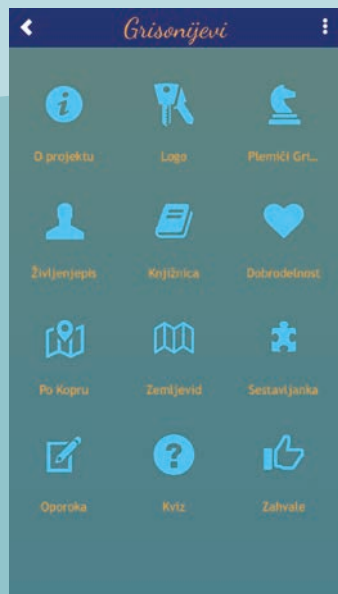 Grisonijevi
O projektu
Logo
Plemiči Gri...
Življenjepis
Knjižnica
Dobrodelnost
Po Kopru
Zemljevid
Sestavljanka
Oporoka
Kviz
Zahvale